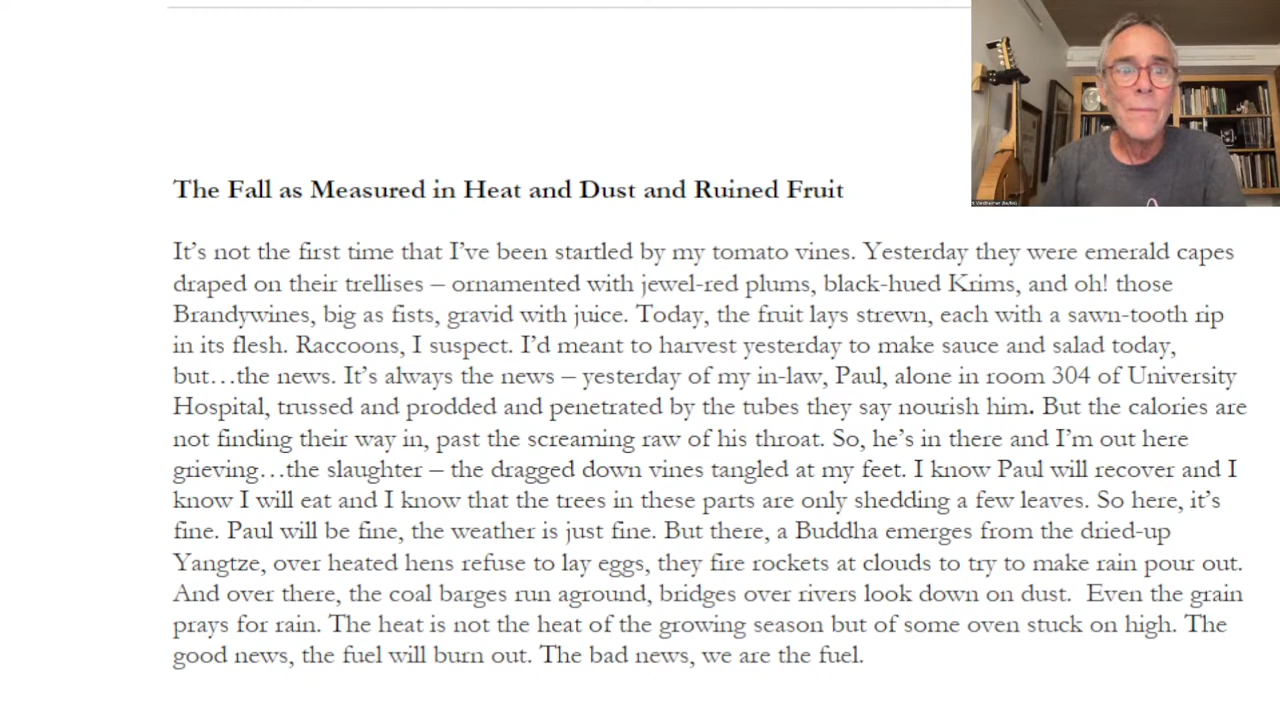 The Fall as Measured in Heat and Dust and Ruined Fruit
It's not the first time that I've been startled by my tomato vines. Yesterday they were emerald capes
draped on their trellises – ornamented with jewel-red plums, black-hued Krims, and oh! those
Brandywines, big as fists, gravid with juice. Today, the fruit lays strewn, each with a sawn-tooth rip
in its flesh. Raccoons, I suspect. I'd meant to harvest yesterday to make sauce and salad today,
but…the news. It's always the news – yesterday of my in-law, Paul, alone in room 304 of University
Hospital, trussed and prodded and penetrated by the tubes they say nourish him. But the calories are
not finding their way in, past the screaming raw of his throat. So, he's in there and I'm out here
grieving…the slaughter – the dragged down vines tangled at my feet. I know Paul will recover and I
know I will eat and I know that the trees in these parts are only shedding a few leaves. So here, it's
fine. Paul will be fine, the weather is just fine. But there, a Buddha emerges from the dried-up
Yangtze, over heated hens refuse to lay eggs, they fire rockets at clouds to try to make rain pour out.
And over there, the coal barges run aground, bridges over rivers look down on dust.  Even the grain
prays for rain. The heat is not the heat of the growing season but of some oven stuck on high. The
good news, the fuel will burn out. The bad news, we are the fuel.